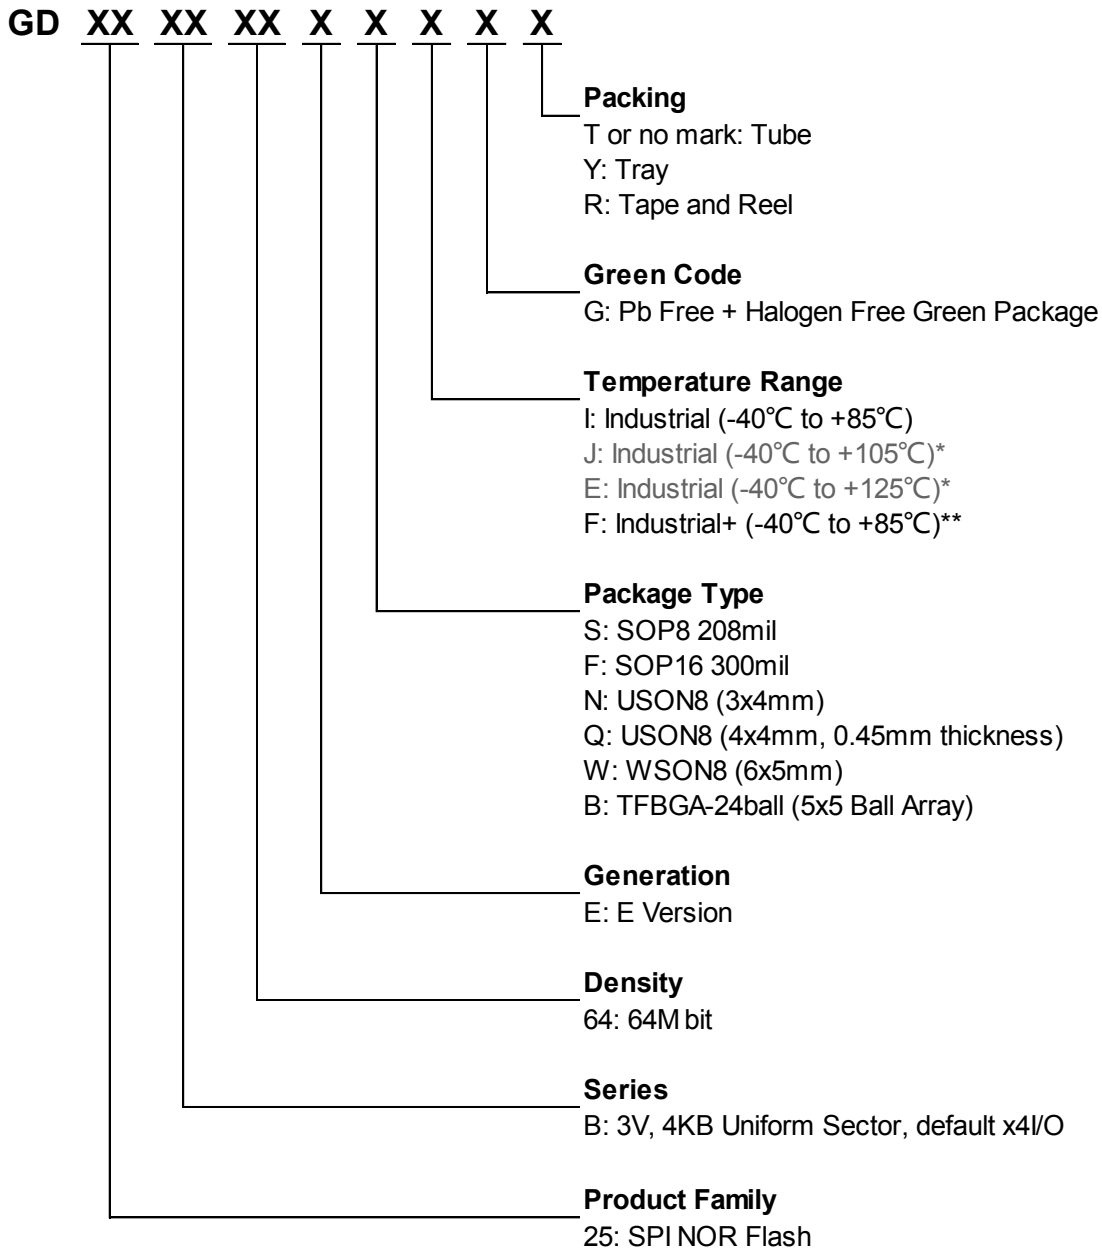 GD XX XX XX X X X X X
Packing
T or no mark: Tube
Y: Tray
R: Tape and Reel
Green Code
G: Pb Free + Halogen Free Green Package
Temperature Range
I: Industrial (-40℃ to +85℃)
J: Industrial (-40℃ to +105℃)*
E: Industrial (-40℃ to +125℃)*
F: Industrial+ (-40℃ to +85℃)**
Package Type
S: SOP8 208mil
F: SOP16 300mil
N: USON8 (3x4mm)
Q: USON8 (4x4mm, 0.45mm thickness)
W: WSON8 (6x5mm)
B: TFBGA-24ball (5x5 Ball Array)
Generation
E: E Version
Density
64: 64M bit
Series
B: 3V, 4KB Uniform Sector, default x4I/O
Product Family
25: SPI NOR Flash